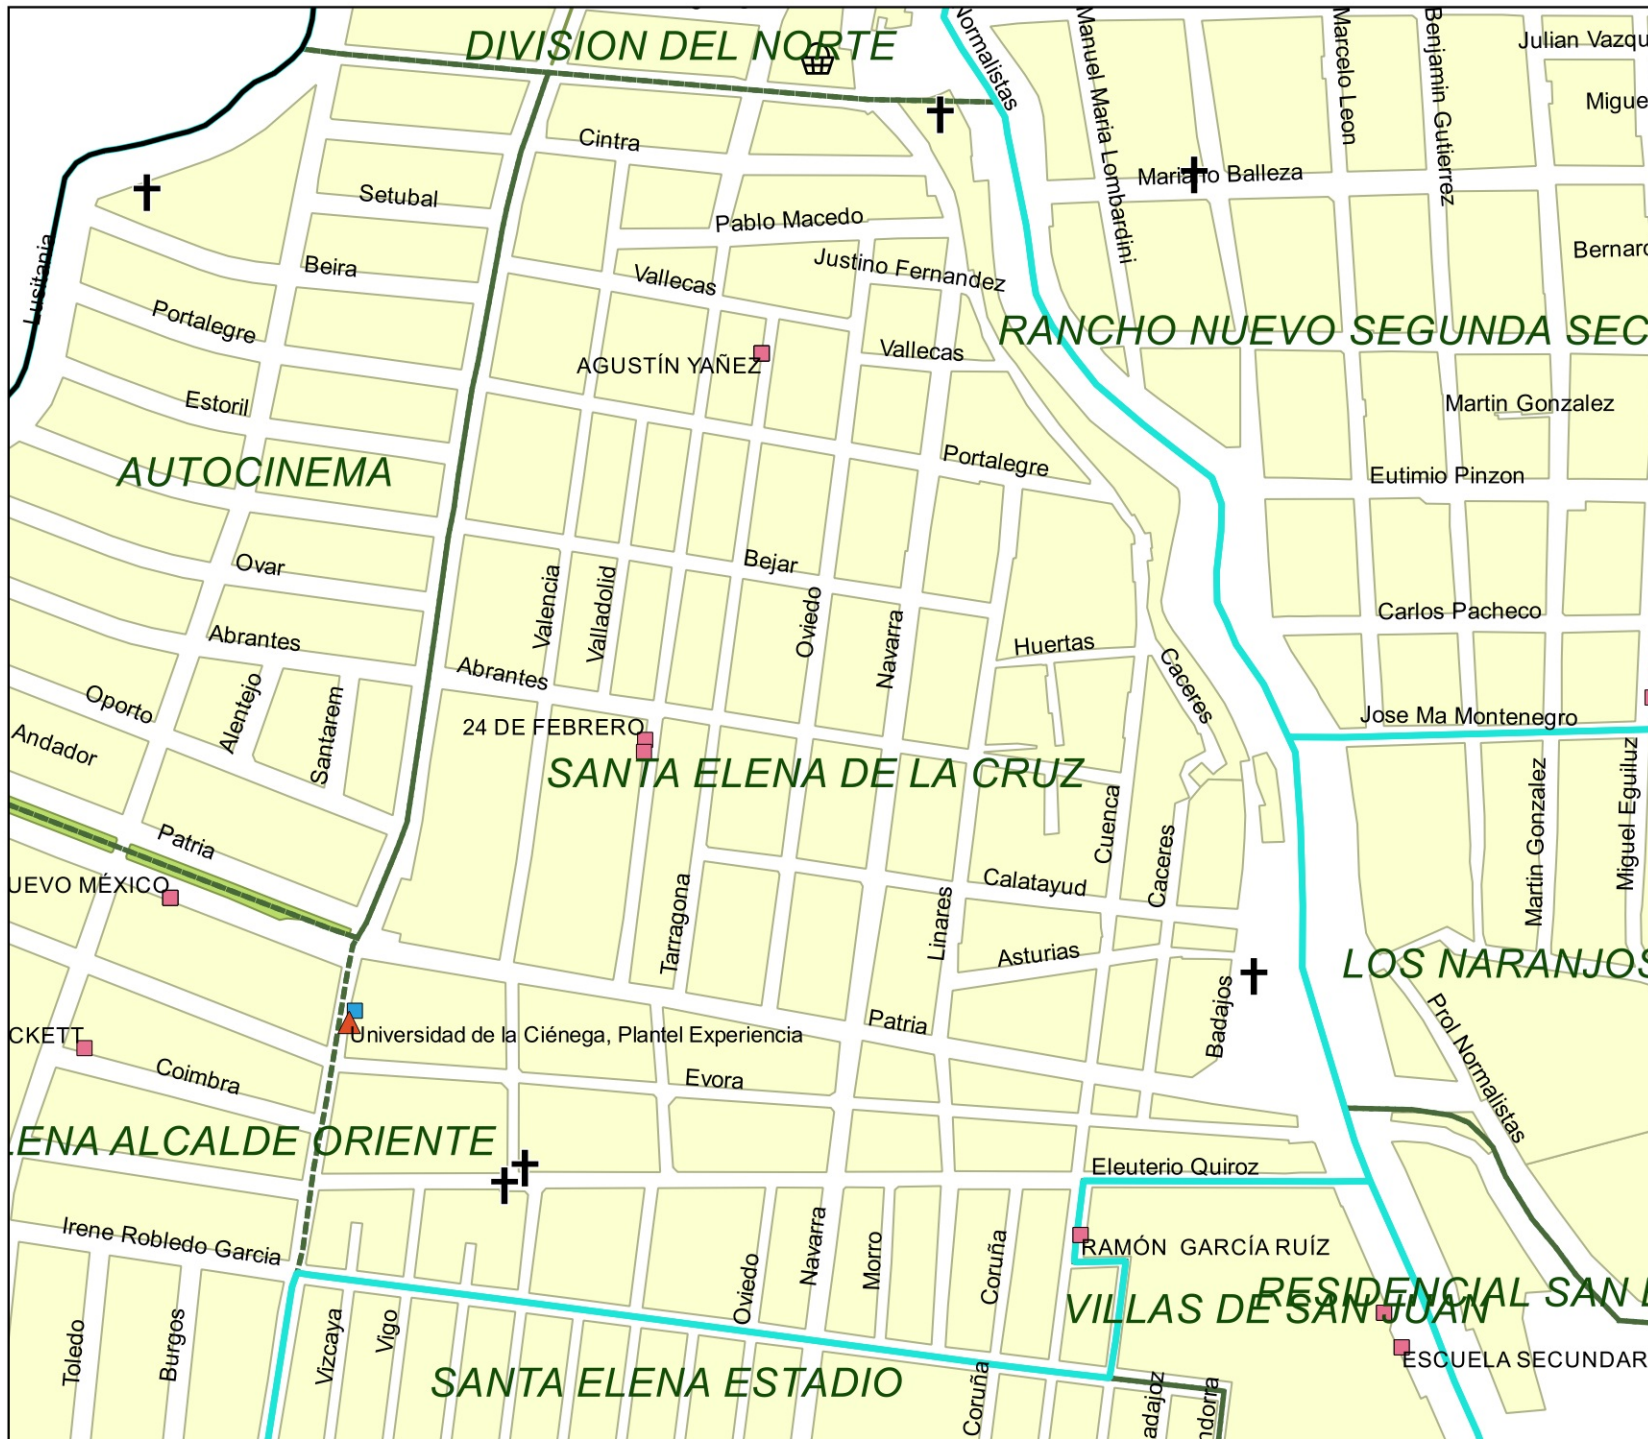 DIVISION DEL NORTE
Normalistas
Manuel Maria Lombardini
Marcelo Leon
Benjamin Gutierrez
Julian Vazqu
Migue
Cintra
Mariano Balleza
Setubal
Pablo Macedo
Bernard
Lusitania
Beira
Vallecas
Justino Fernandez
Portalegre
RANCHO NUEVO SEGUNDA SEC
AGUSTÍN YAÑEZ
Vallecas
Estoril
Martin Gonzalez
AUTOCINEMA
Portalegre
Eutimio Pinzon
Ovar
Bejar
Valencia
Valladolid
Oviedo
Navarra
Carlos Pacheco
Abrantes
Abrantes
Huertas
Caceres
Oporto
Alentejo
Santarem
24 DE FEBRERO
Jose Ma Montenegro
Andador
SANTA ELENA DE LA CRUZ
Cuenca
Caceres
Martin Gonzalez
Miguel Eguiluz
Patria
UEVO MÉXICO
Calatayud
Tarragona
Linares
Asturias
LOS NARANJOS
Badajos
Patria
Prol Normalistas
CKETT
Universidad de la Ciénega, Plantel Experiencia
Coimbra
Evora
ENA ALCALDE ORIENTE
Eleuterio Quiroz
Irene Robledo Garcia
Navarra
Morro
Coruña
Oviedo
RAMÓN GARCÍA RUÍZ
RESIDENCIAL SAN
VILLAS DE SAN JUAN
Toledo
Burgos
Vizcaya
Vigo
SANTA ELENA ESTADIO
Coruña
adajoz
ndorra
ESCUELA SECUNDAR